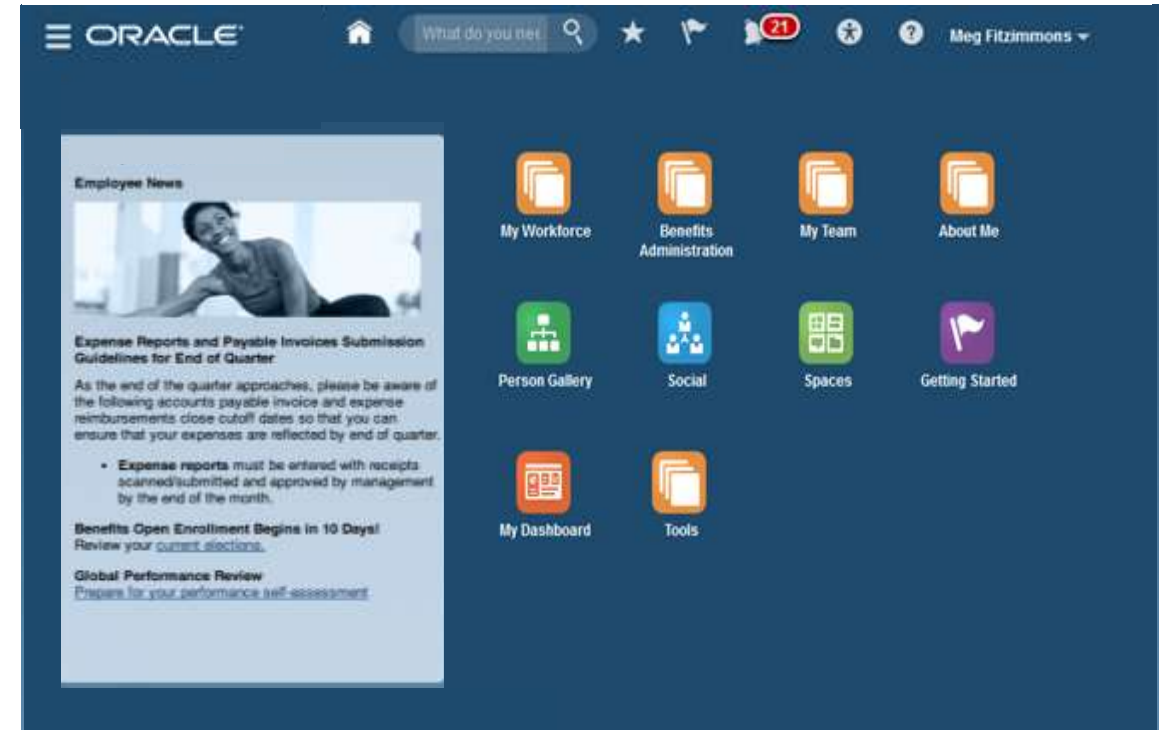 ORACLE
What do you nee
21
Meg Fitzimmons
Employee News
Expense Reports and Payable Invoices Submission
Guidelines for End of Quarter
As the end of the quarter approaches, please be aware of
the following accounts payable invoice and expense
reimbursements close cutoff dates so that you can
ensure that your expenses are reflected by end of quarter.
• Expense reports must be entered with receipts
scanned/submitted and approved by management
by the end of the month.
Benefits Open Enrollment Begins in 10 Days!
Review your current elections.
Global Performance Review
Prepare for your performance self-assessment
My Workforce
Benefits
Administration
My Team
About Me
Person Gallery
Social
Spaces
Getting Started
My Dashboard
Tools